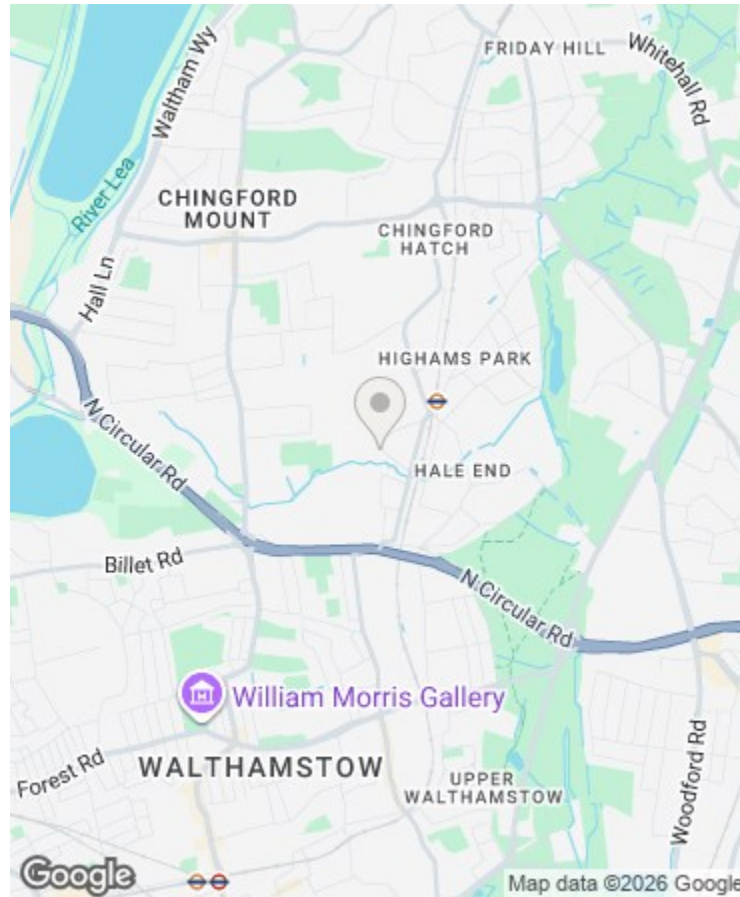 FRIDAY HILL
Whitehall Rd
Waltham Wy
River Lea
CHINGFORD
MOUNT
CHINGFORD
HATCH
Hall Ln
HIGHAMS PARK
N Circular Rd
HALE END
Billet Rd
N Circular Rd
William Morris Gallery
Forest Rd
WALTHAMSTOW
UPPER
WALTHAMSTOW
Woodford Rd
Google
Map data ©2026 Google